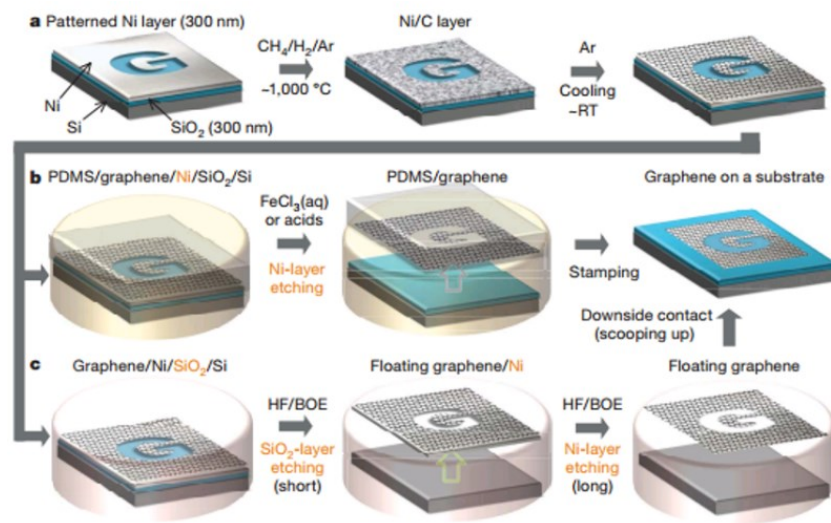 a Patterned Ni layer (300 nm)
Ni/C layer
CH₄/H₂/Ar
~1,000 °C
Ar
Cooling
~RT
Ni
Si
SiO₂ (300 nm)
b PDMS/graphene/Ni/SiO₂/Si
PDMS/graphene
Graphene on a substrate
FeCl₃(aq)
or acids
Ni-layer
etching
Stamping
Downside contact
(scooping up)
c Graphene/Ni/SiO₂/Si
Floating graphene/Ni
Floating graphene
HF/BOE
SiO₂-layer
etching
(short)
HF/BOE
Ni-layer
etching
(long)